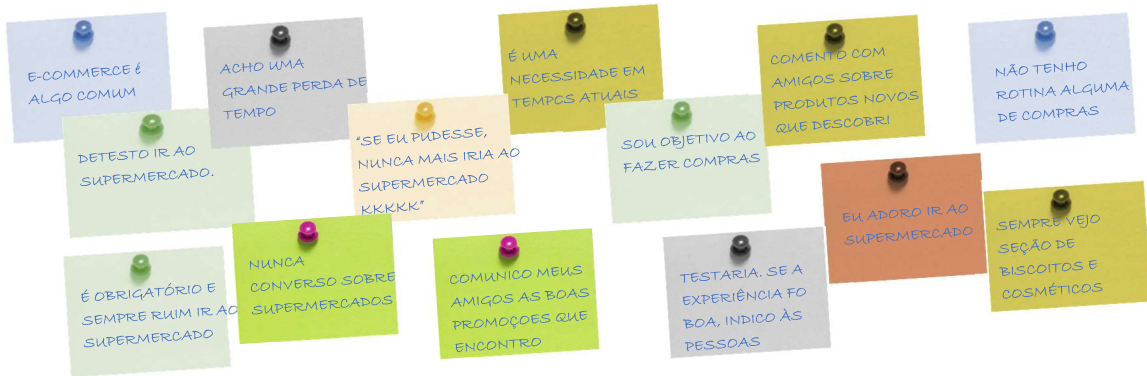 E-COMMERCE é
ALGO COMUM
ACHO UMA
GRANDE PERDA DE
TEMPO
É UMA
NECESSIDADE EM
TEMPOS ATUAIS
COMENTO COM
AMIGOS SOBRE
PRODUTOS NOVOS
QUE DESCOBRI
NÃO TENHO
ROTINA ALGUMA
DE COMPRAS
DETESTO IR AO
SUPERMERCADO.
"SE EU PUDESSE,
NUNCA MAIS IRIA AO
SUPERMERCADO
KKKKK"
SOU OBJETIVO AO
FAZER COMPRAS
EU ADORO IR AO
SUPERMERCADO
SEMPRE VEJO
SEÇÃO DE
BISCOITOS E
COSMÉTICOS
É OBRIGATÓRIO E
SEMPRE RUIM IR AO
SUPERMERCADO
NUNCA
CONVERSO SOBRE
SUPERMERCADOS
COMUNICO MEUS
AMIGOS AS BOAS
PROMOÇOES QUE
ENCONTRO
TESTARIA. SE A
EXPERIÊNCIA FO
BOA, INDICO ÀS
PESSOAS